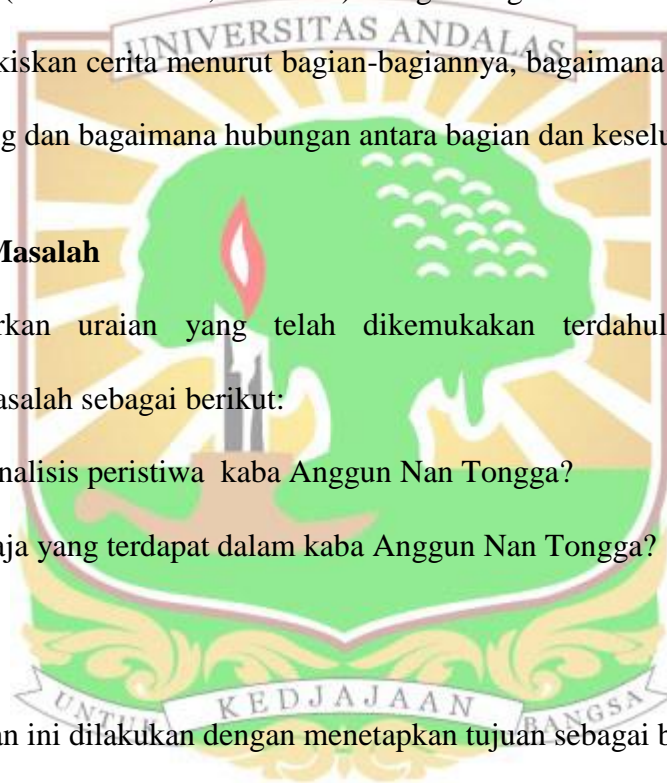 UNIVERSITAS ANDALAS
kiskan cerita menurut bagian-bagiannya, bagaimana
g dan bagaimana hubungan antara bagian dan keselu
Masalah
rkan uraian yang telah dikemukakan terdahul
asalah sebagai berikut:
nalisis peristiwa kaba Anggun Nan Tongga?
aja yang terdapat dalam kaba Anggun Nan Tongga?
UNTUK KEDJAJAAN BANGSA
an ini dilakukan dengan menetapkan tujuan sebagai b